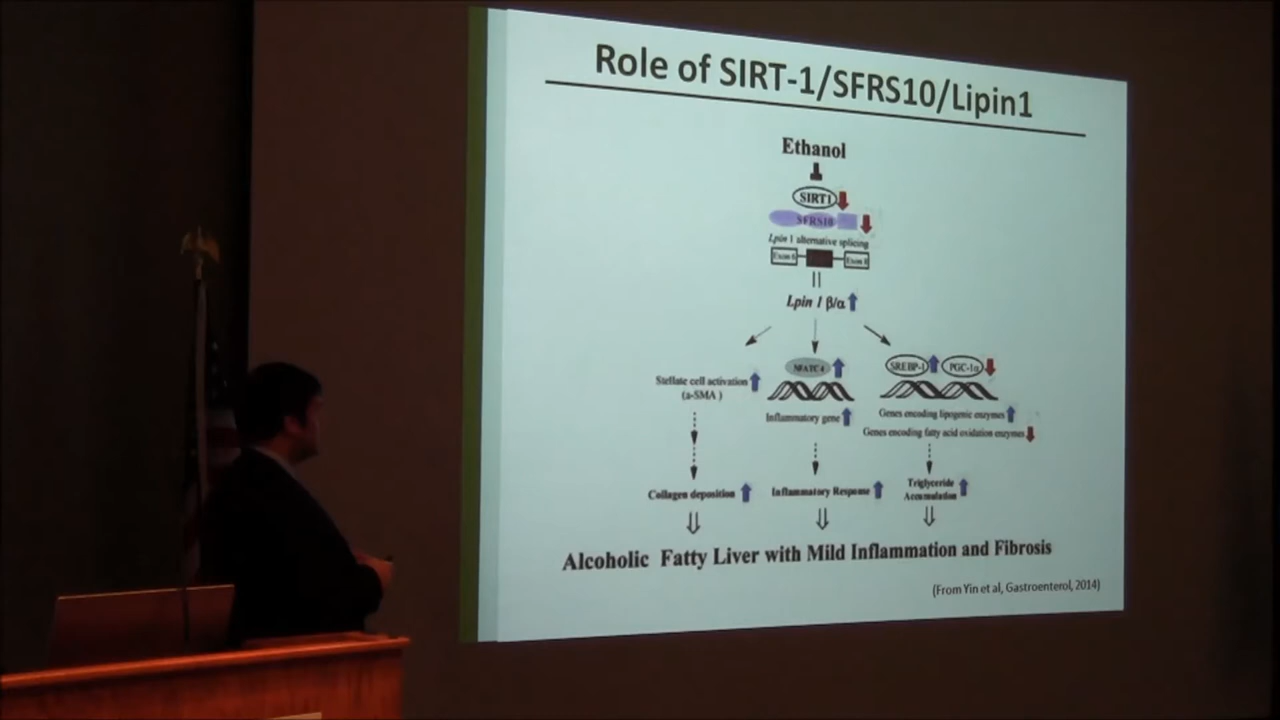 Role of SIRT-1/SFRS10/Lipin1
Ethanol
SIRT1
SFRS10
Lpin 1 alternative splicing
Exon 6 Exon 8
Lpin 1 β/α
NFATC4 SREBP-1 PGC-1α
Stellate cell activation
(a-SMA )
Inflammatory gene
Genes encoding lipogenic enzymes
Genes encoding fatty acid oxidation enzymes
Collagen deposition
Inflammatory Response
Triglyceride
Accumulation
Alcoholic Fatty Liver with Mild Inflammation and Fibrosis
(From Yin et al, Gastroenterol, 2014)